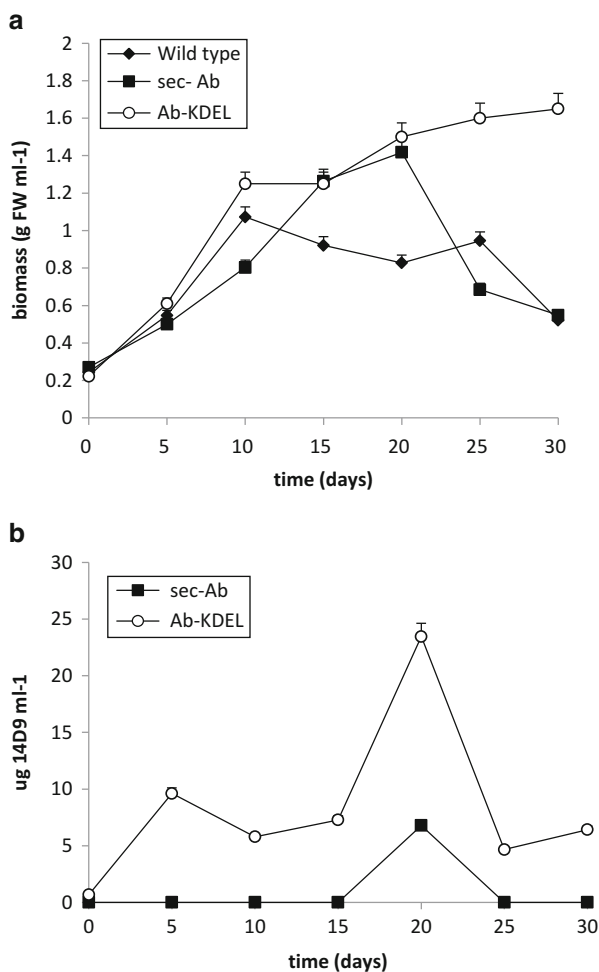 a
2
1.8
1.6
1.4
1.2
1
0.8
0.6
0.4
0.2
0
biomass (g FW ml-1)
Wild type
sec- Ab
Ab-KDEL
0 5 10 15 20 25 30
time (days)
b
30
25
20
15
10
5
0
ug 14D9 ml-1
sec-Ab
Ab-KDEL
0 5 10 15 20 25 30
time (days)